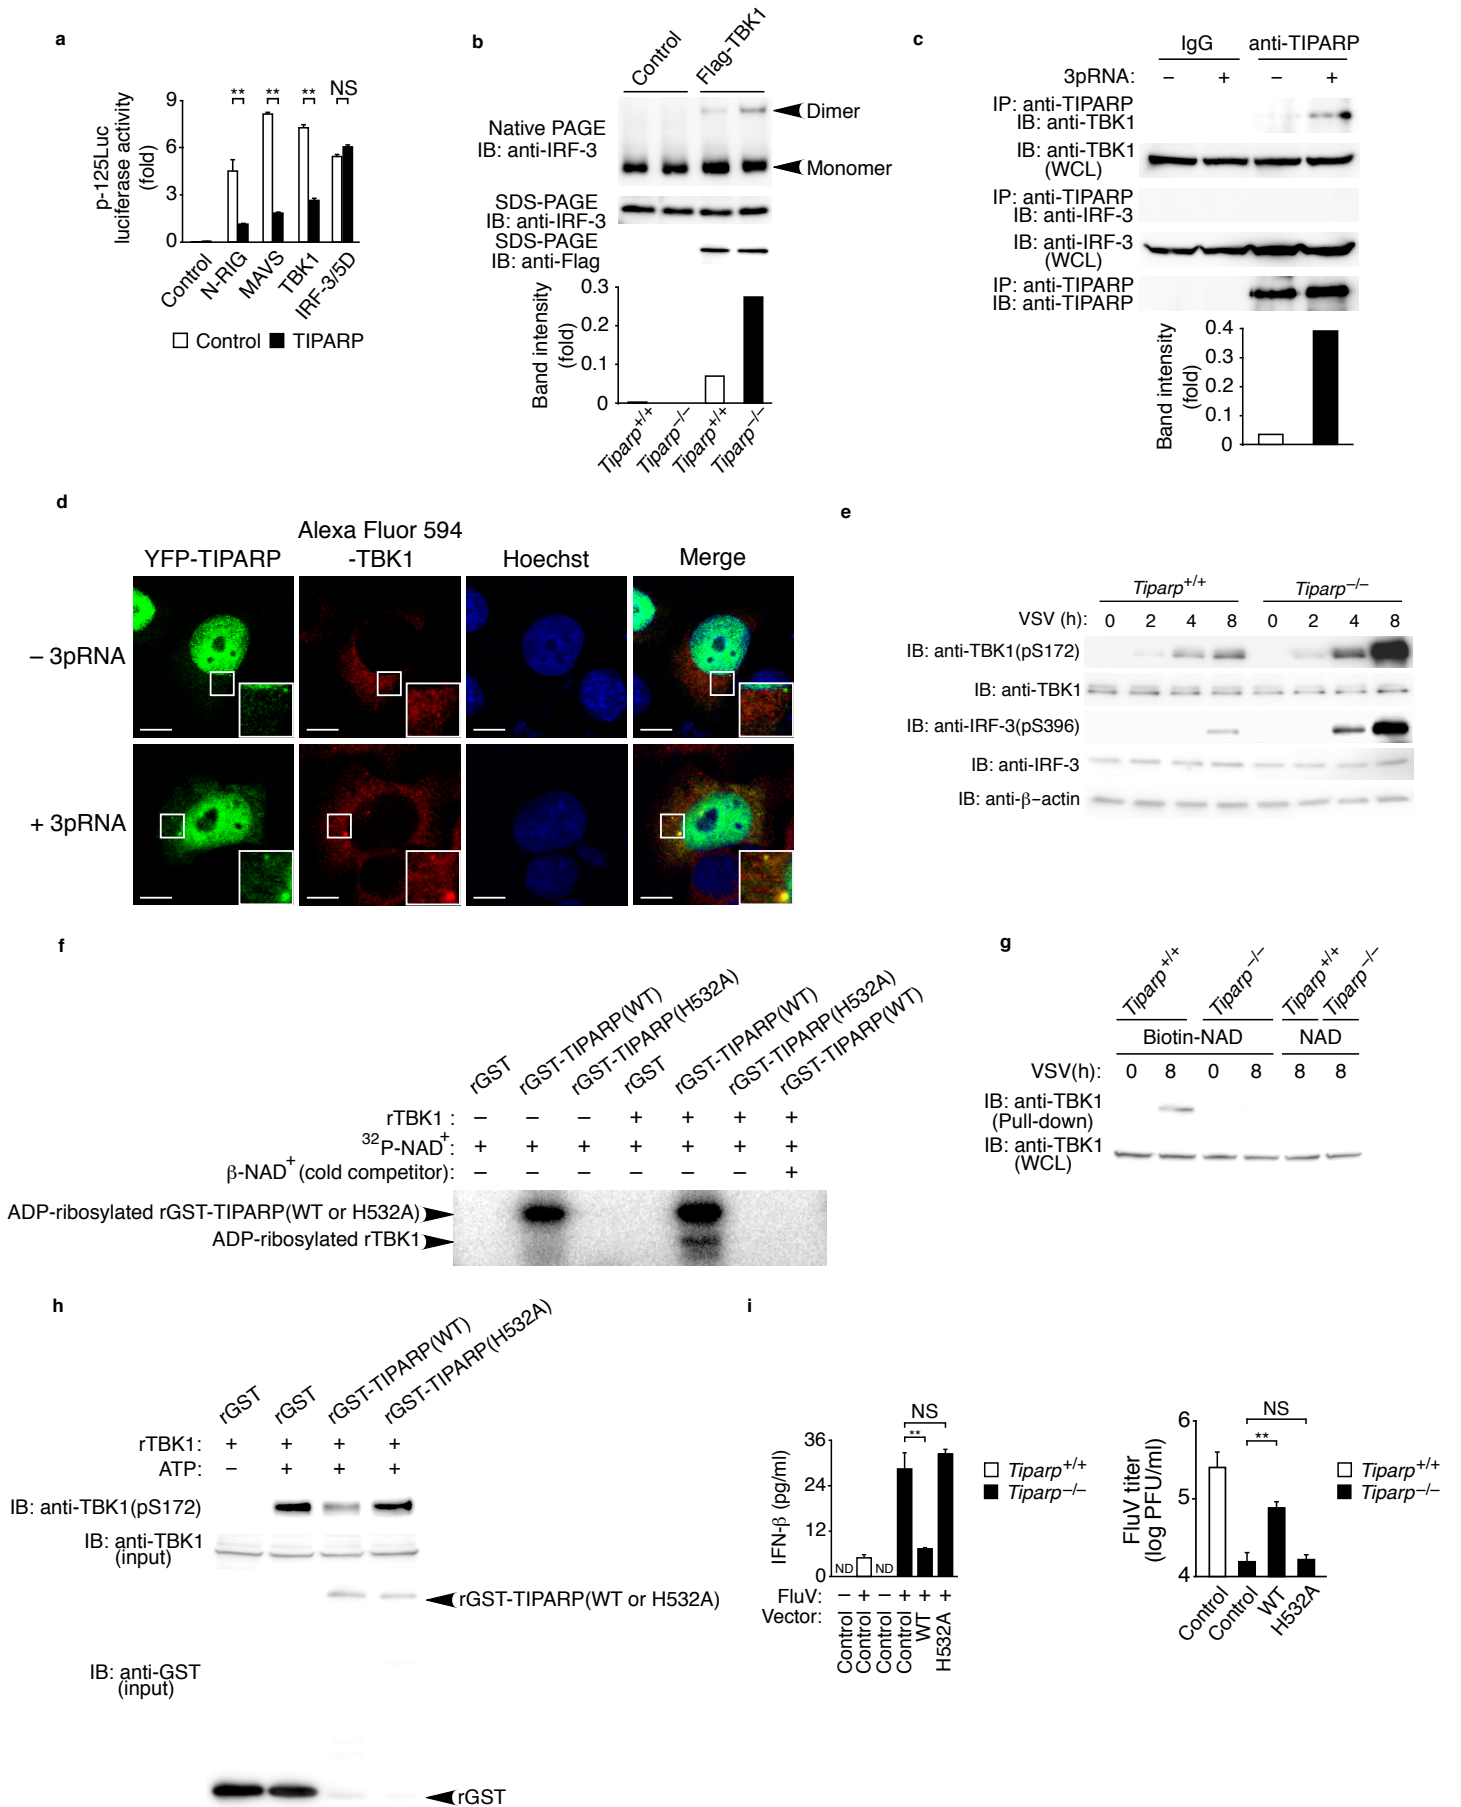 a
p-125Luc
luciferase activity
(fold)
9
6
3
0
** ** ** NS
Control
N-RIG
MAVS
TBK1
IRF-3/5D
Control TIPARP
b
Control
Flag-TBK1
Native PAGE
IB: anti-IRF-3
Dimer
Monomer
SDS-PAGE
IB: anti-IRF-3
SDS-PAGE
IB: anti-Flag
Band intensity
(fold)
0.3
0.2
0.1
0
Tiparp+/+
Tiparp–/–
Tiparp+/+
Tiparp–/–
c
IgG anti-TIPARP
3pRNA: – + – +
IP: anti-TIPARP
IB: anti-TBK1
IB: anti-TBK1
(WCL)
IP: anti-TIPARP
IB: anti-IRF-3
IB: anti-IRF-3
(WCL)
IP: anti-TIPARP
IB: anti-TIPARP
Band intensity
(fold)
0.4
0.3
0.2
0.1
0
d
YFP-TIPARP
Alexa Fluor 594
-TBK1
Hoechst
Merge
– 3pRNA
+ 3pRNA
e
Tiparp+/+ Tiparp–/–
VSV (h): 0 2 4 8 0 2 4 8
IB: anti-TBK1(pS172)
IB: anti-TBK1
IB: anti-IRF-3(pS396)
IB: anti-IRF-3
IB: anti-β–actin
f
rGST
rGST-TIPARP(WT)
rGST-TIPARP(H532A)
rGST
rGST-TIPARP(WT)
rGST-TIPARP(H532A)
rGST-TIPARP(WT)
rTBK1 : – – – + + + +
32P-NAD+: + + + + + + +
β-NAD+ (cold competitor): – – – – – – +
ADP-ribosylated rGST-TIPARP(WT or H532A)
ADP-ribosylated rTBK1
g
Tiparp+/+
Tiparp–/–
Tiparp+/+
Tiparp–/–
Biotin-NAD NAD
VSV(h): 0 8 0 8 8 8
IB: anti-TBK1
(Pull-down)
IB: anti-TBK1
(WCL)
h
rGST
rGST
rGST-TIPARP(WT)
rGST-TIPARP(H532A)
rTBK1: + + + +
ATP: – + + +
IB: anti-TBK1(pS172)
IB: anti-TBK1
(input)
rGST-TIPARP(WT or H532A)
IB: anti-GST
(input)
rGST
i
IFN-β (pg/ml)
36
24
12
0
NS
**
ND ND
FluV: – + – + + +
Vector:
Control
Control
Control
Control
WT
H532A
Tiparp+/+
Tiparp–/–
FluV titer
(log PFU/ml)
6
5
4
NS
**
Control
Control
WT
H532A
Tiparp+/+
Tiparp–/–